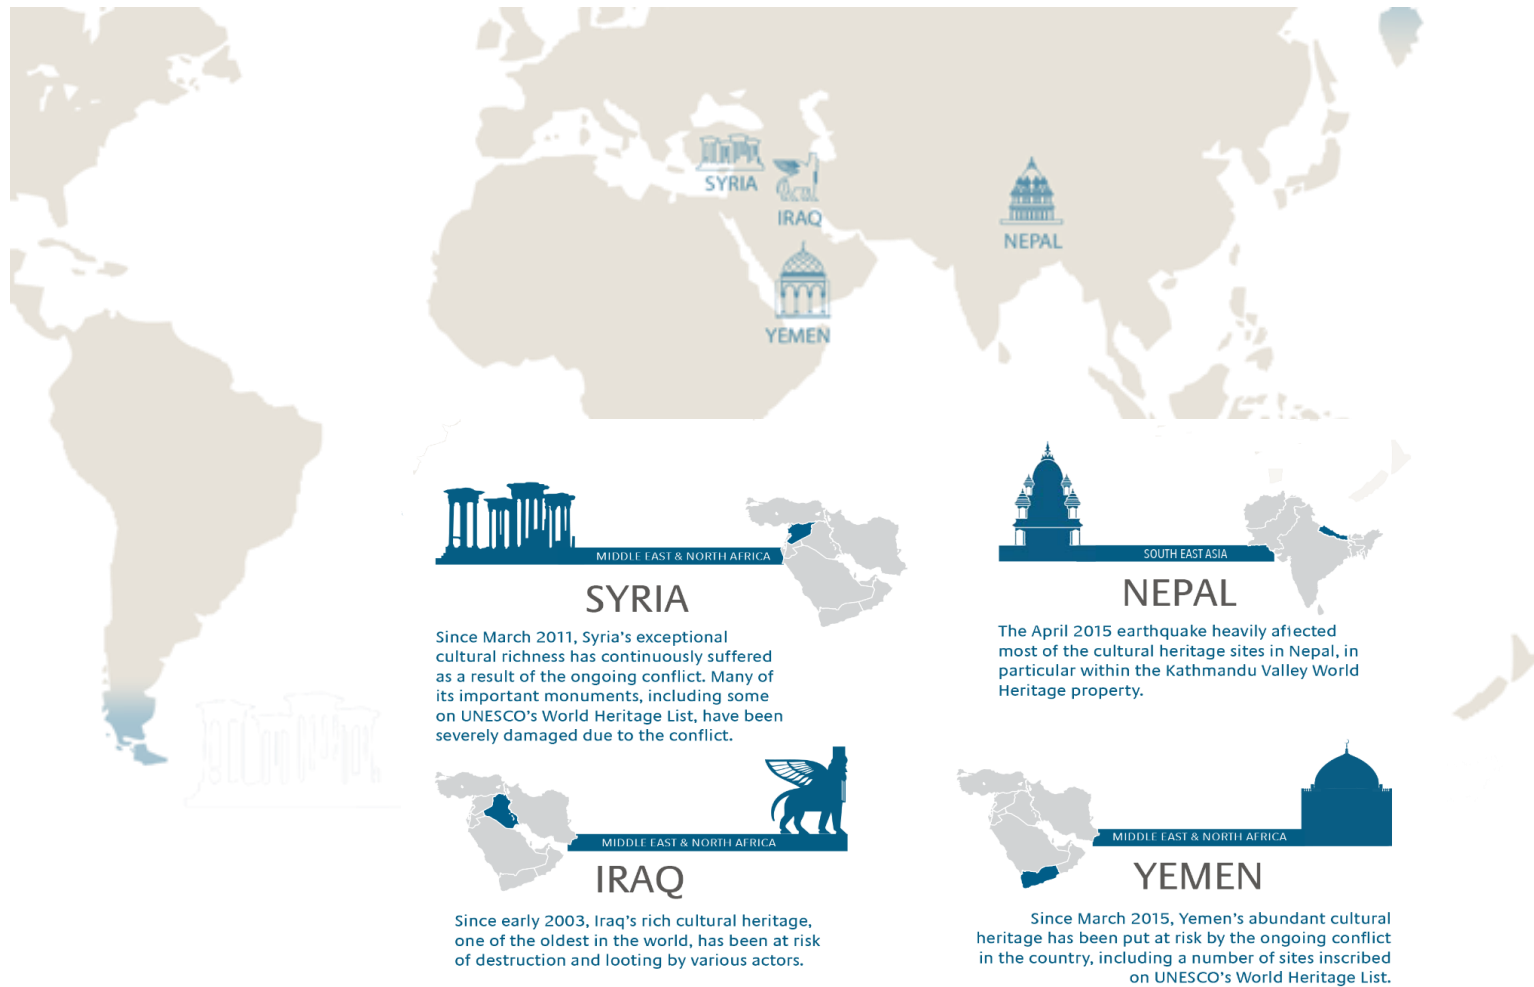 SYRIA
IRAQ
NEPAL
YEMEN
MIDDLE EAST & NORTH AFRICA
SYRIA
Since March 2011, Syria's exceptional
cultural richness has continuously suffered
as a result of the ongoing conflict. Many of
its important monuments, including some
on UNESCO's World Heritage List, have been
severely damaged due to the conflict.
SOUTH EAST ASIA
NEPAL
The April 2015 earthquake heavily affected
most of the cultural heritage sites in Nepal, in
particular within the Kathmandu Valley World
Heritage property.
MIDDLE EAST & NORTH AFRICA
IRAQ
Since early 2003, Iraq's rich cultural heritage,
one of the oldest in the world, has been at risk
of destruction and looting by various actors.
MIDDLE EAST & NORTH AFRICA
YEMEN
Since March 2015, Yemen's abundant cultural
heritage has been put at risk by the ongoing conflict
in the country, including a number of sites inscribed
on UNESCO's World Heritage List.